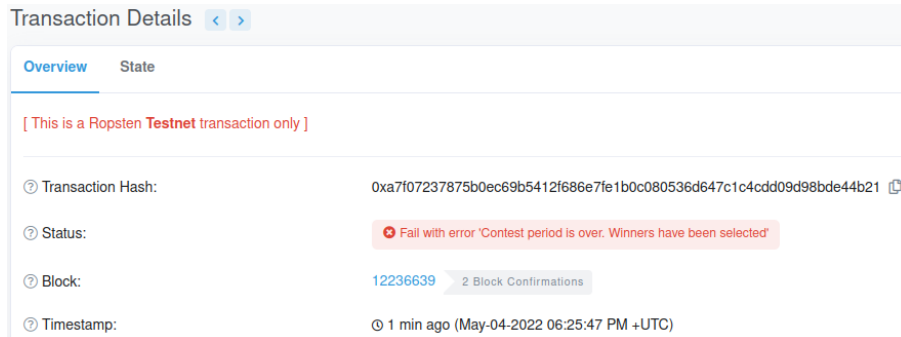 Transaction Details
Overview State
[ This is a Ropsten Testnet transaction only ]
Transaction Hash: 0xa7f07237875b0ec69b5412f686e7fe1b0c080536d647c1c4cdd09d98bde44b21
Status: Fail with error 'Contest period is over. Winners have been selected'
Block: 12236639 2 Block Confirmations
Timestamp: 1 min ago (May-04-2022 06:25:47 PM +UTC)